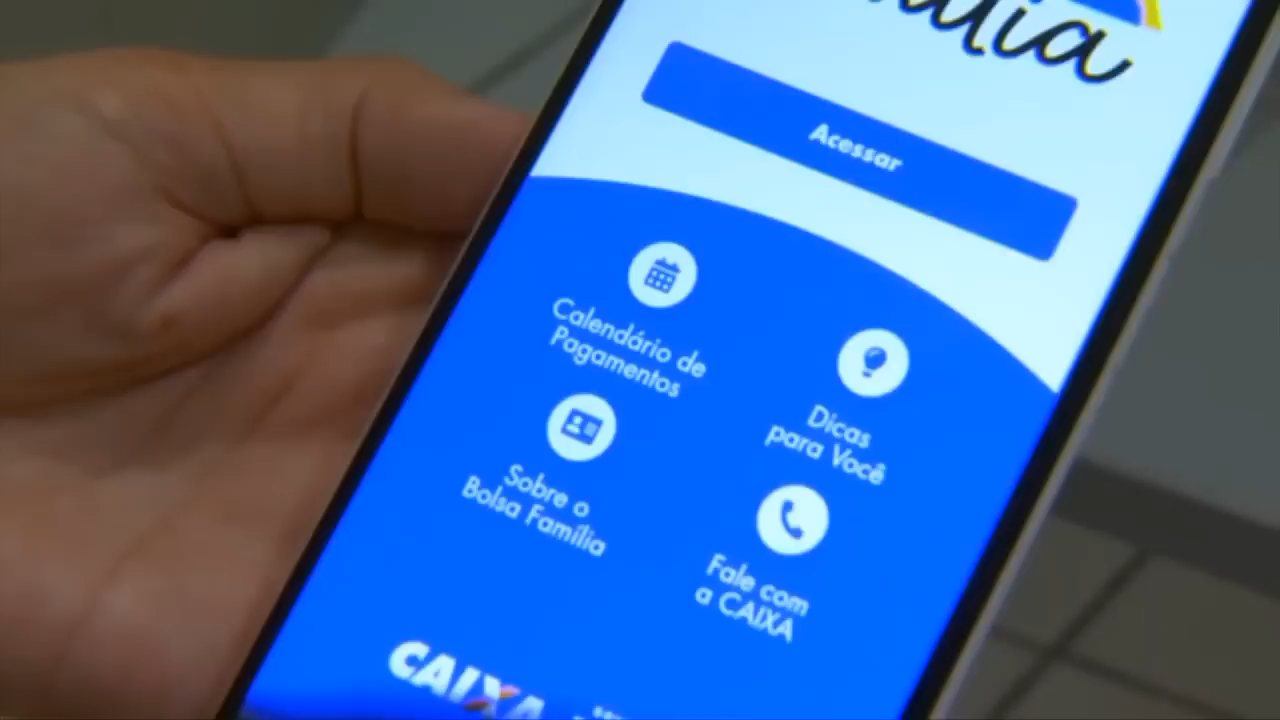 Acessar
Calendário de
Pagamentos
Dicas
para Você
Sobre o
Bolsa Família
Fale com
a CAIXA
CAIXA